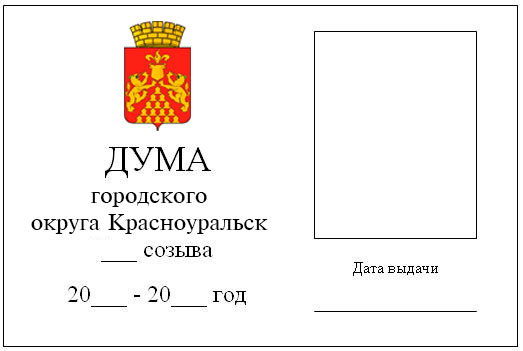 ДУМА
городского
округа Красноуральск
___ созыва
20___ - 20___ год
Дата выдачи